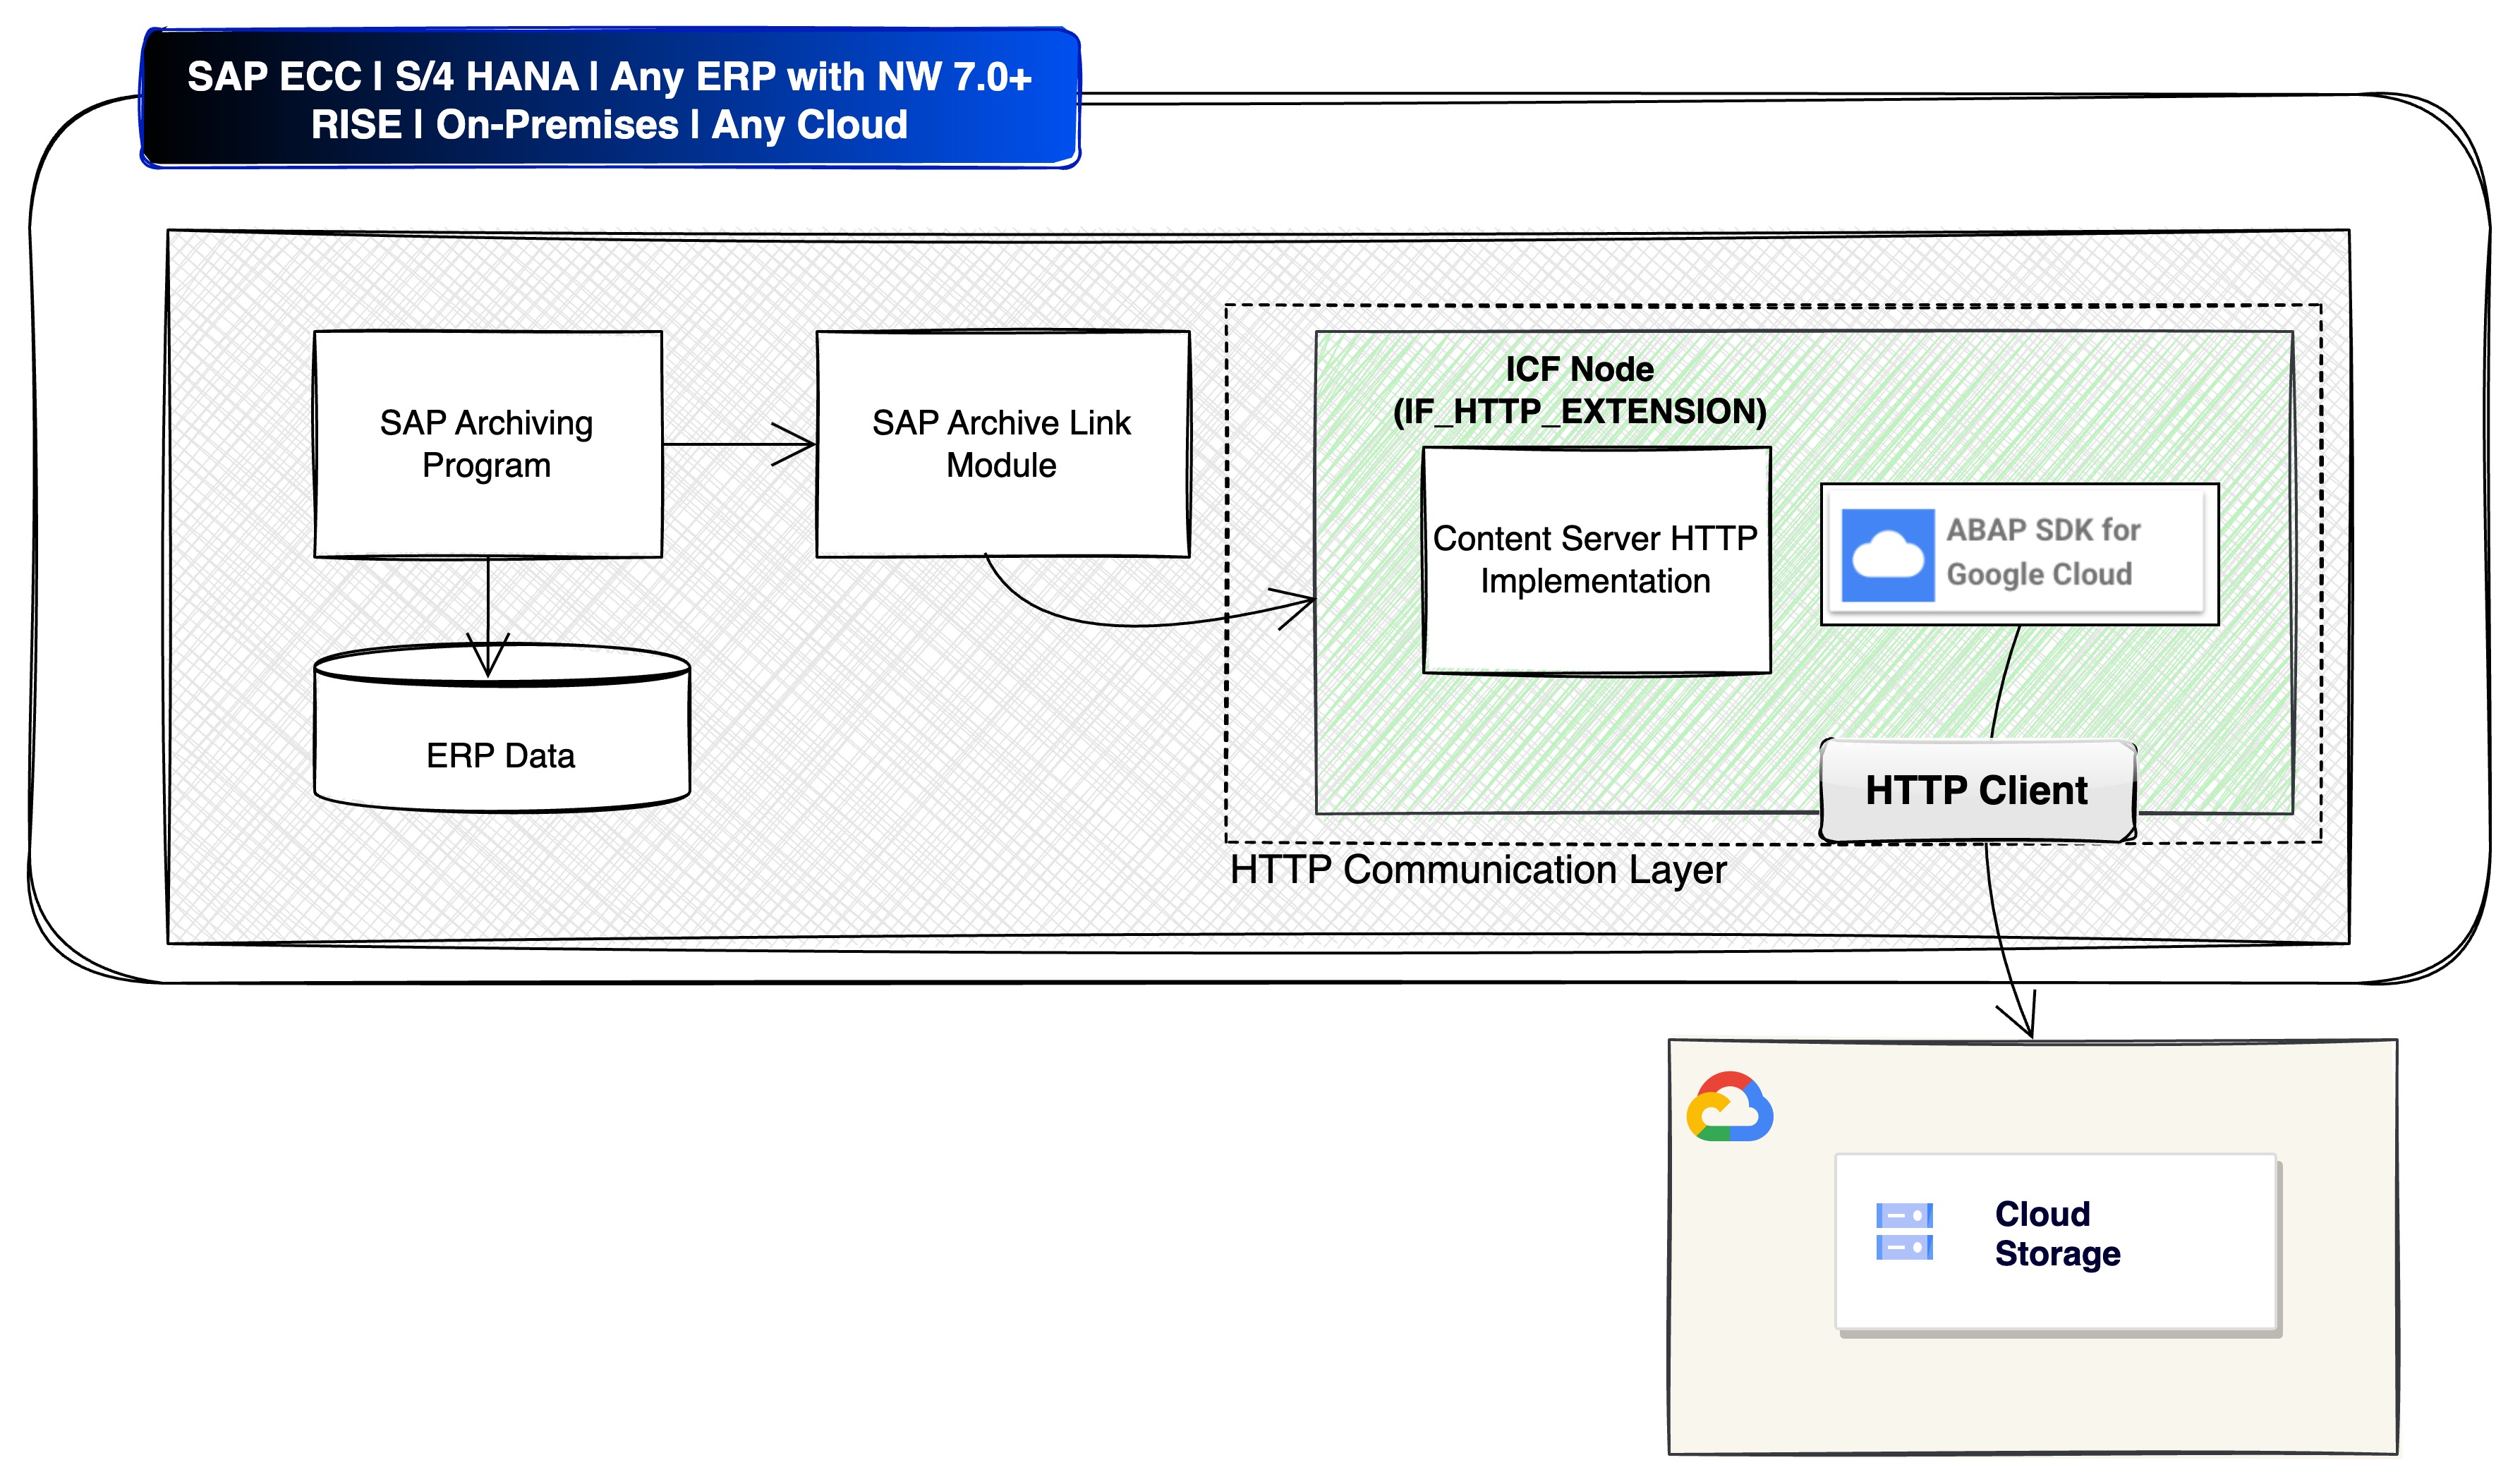 SAP ECC | S/4 HANA | Any ERP with NW 7.0+
RISE | On-Premises | Any Cloud
SAP Archiving
Program
SAP Archive Link
Module
ICF Node
(IF_HTTP_EXTENSION)
Content Server HTTP
Implementation
ABAP SDK for
Google Cloud
ERP Data
HTTP Client
HTTP Communication Layer
Cloud
Storage